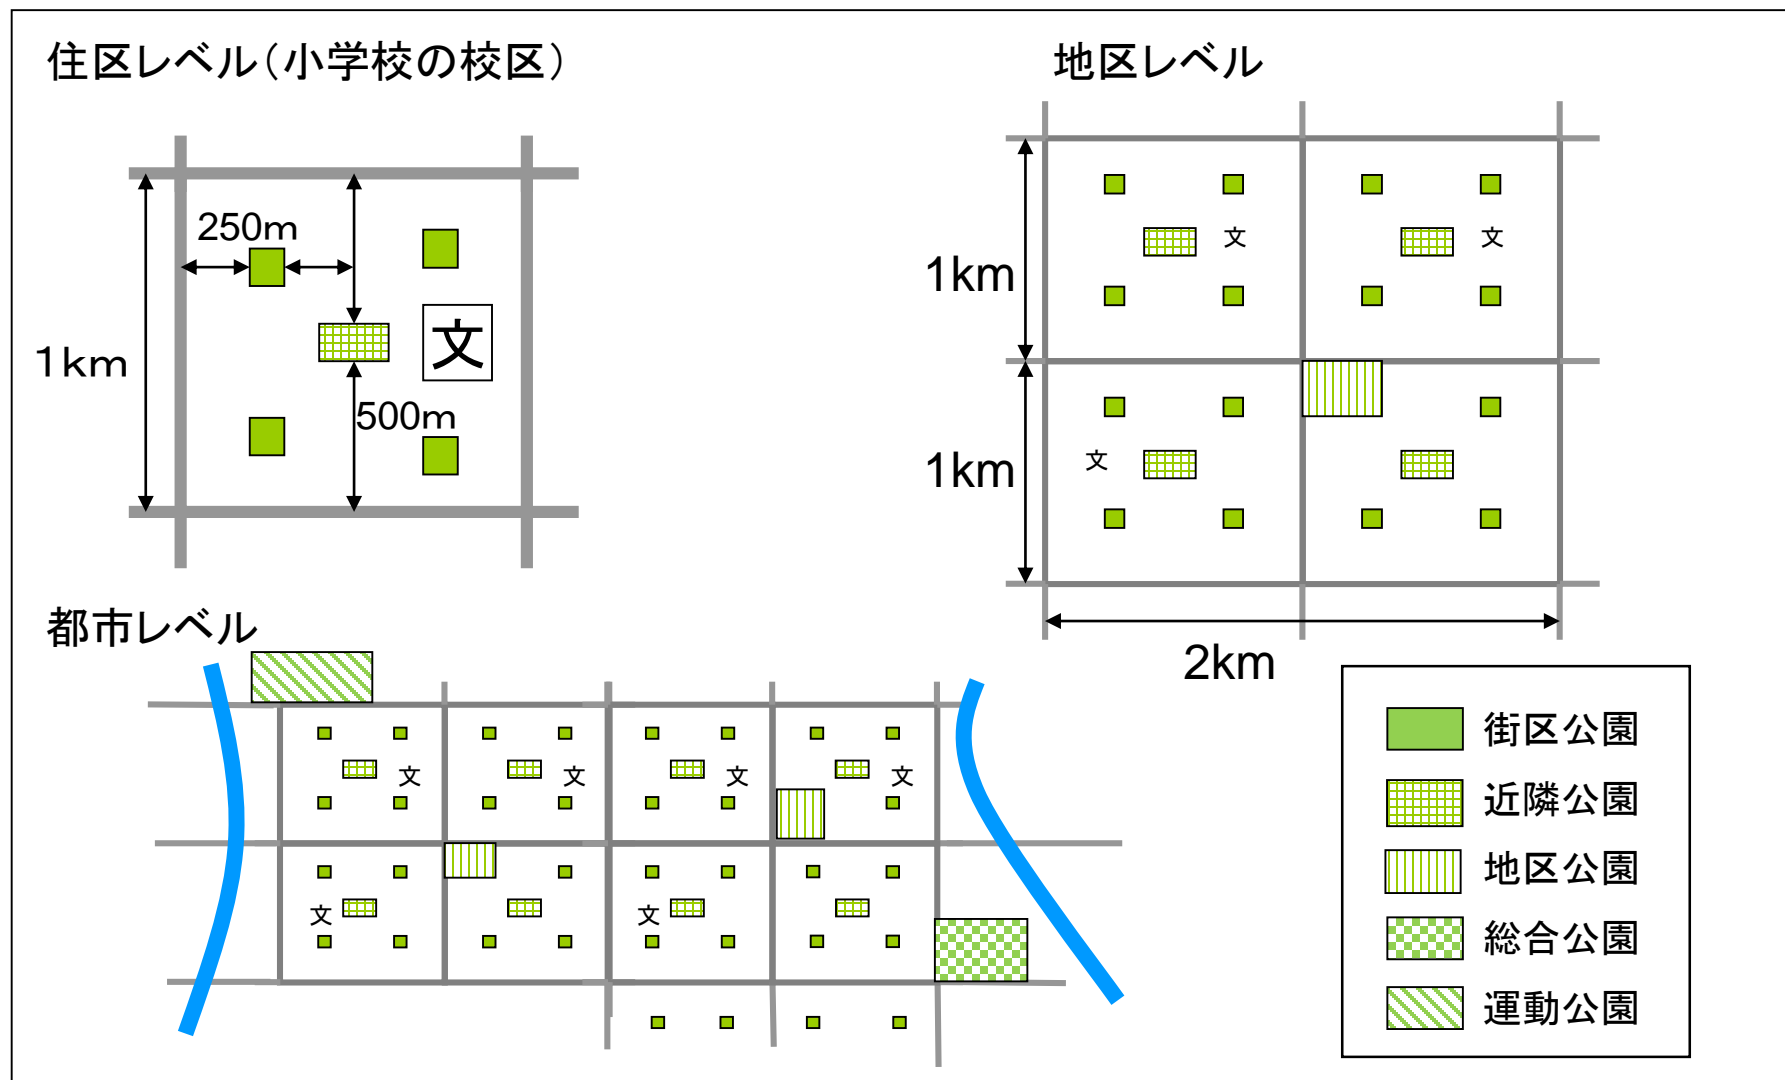 住区レベル（小学校の校区）
250m
文
1km
500m
地区レベル
文
文
1km
文
1km
2km
都市レベル
文
文
文
文
文
文
街区公園
近隣公園
地区公園
総合公園
運動公園